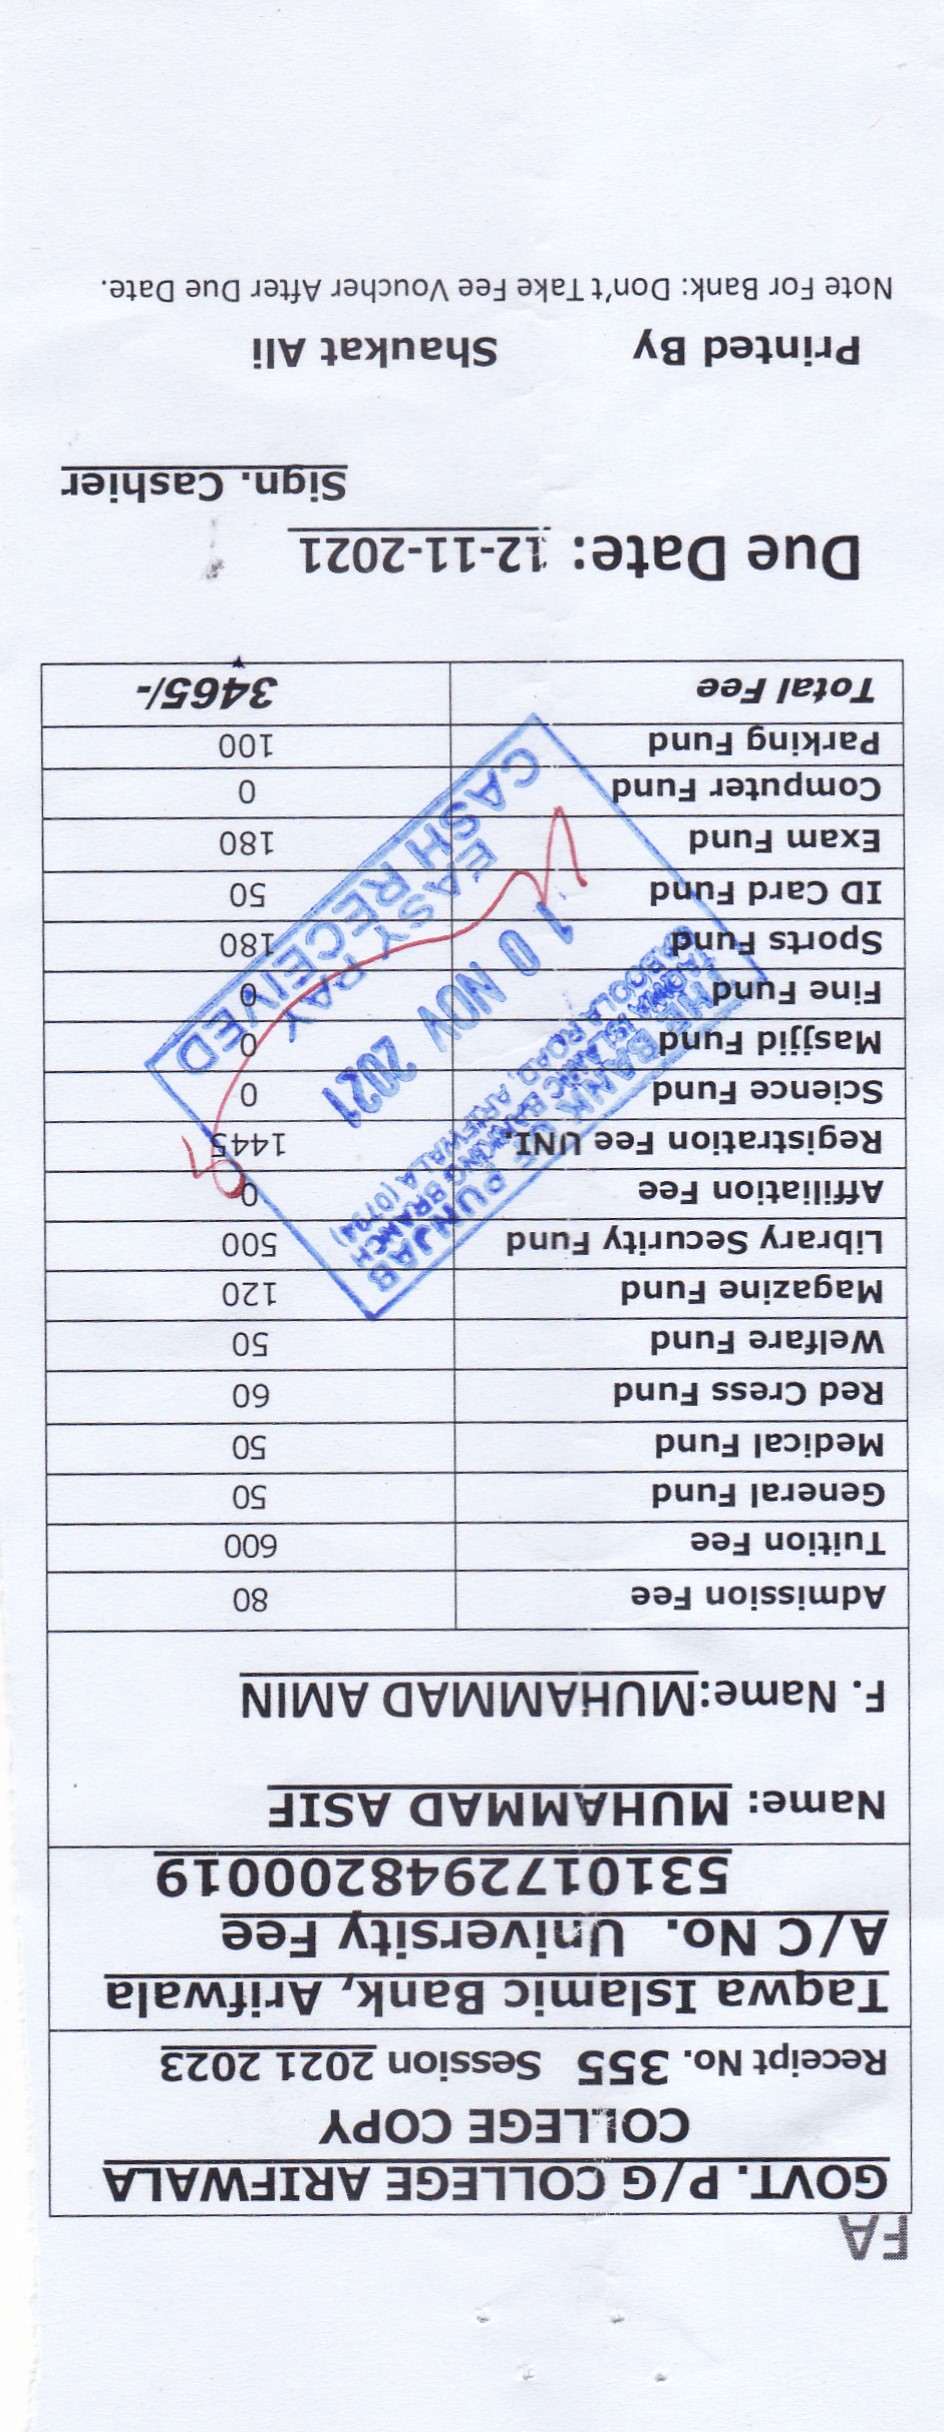 FA
GOVT. P/G COLLEGE ARIFWALA
COLLEGE COPY
Receipt No. 355 Session 2021 2023
Taqwa Islamic Bank, Arifwala
A/C No. University Fee
5310172948200019
Name: MUHAMMAD ASIF
F. Name:MUHAMMAD AMIN
Admission Fee 80
Tuition Fee 600
General Fund 50
Medical Fund 50
Red Cress Fund 60
Welfare Fund 50
Magazine Fund 120
Library Security Fund 500
Affiliation Fee 0
Registration Fee UNI. 1445
Science Fund 0
Masjjid Fund 0
Fine Fund 0
Sports Fund 180
ID Card Fund 50
Exam Fund 180
Computer Fund 0
Parking Fund 100
Total Fee 3465/-
THE BANK OF PUNJAB
TAQWA ISLAMIC BANKING BRANCH
QABOOLA ROAD, ARIFWALA (0794)
10 NOV 2021
EASY PAY
CASH RECEIVED
Due Date: 12-11-2021
Sign. Cashier
Printed By Shaukat Ali
Note For Bank: Don't Take Fee Voucher After Due Date.